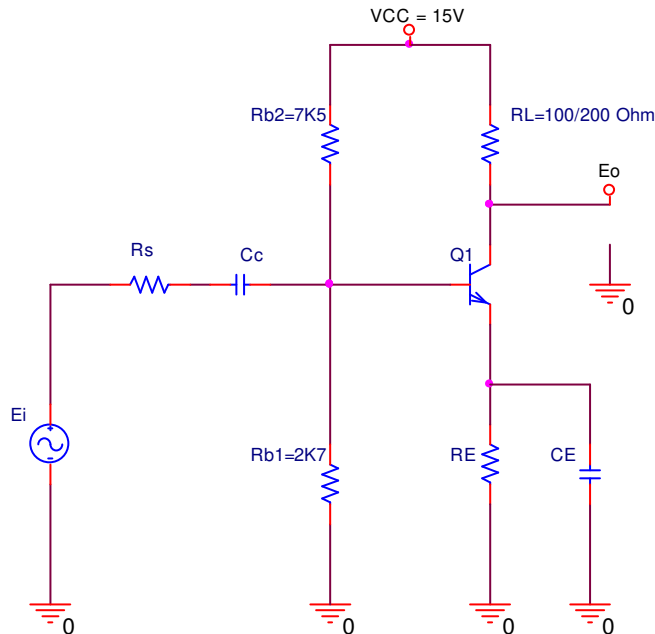 VCC = 15V
Rb2=7K5
RL=100/200 Ohm
Eo
Rs
Cc
Q1
0
Ei
Rb1=2K7
RE
CE
0
0
0
0